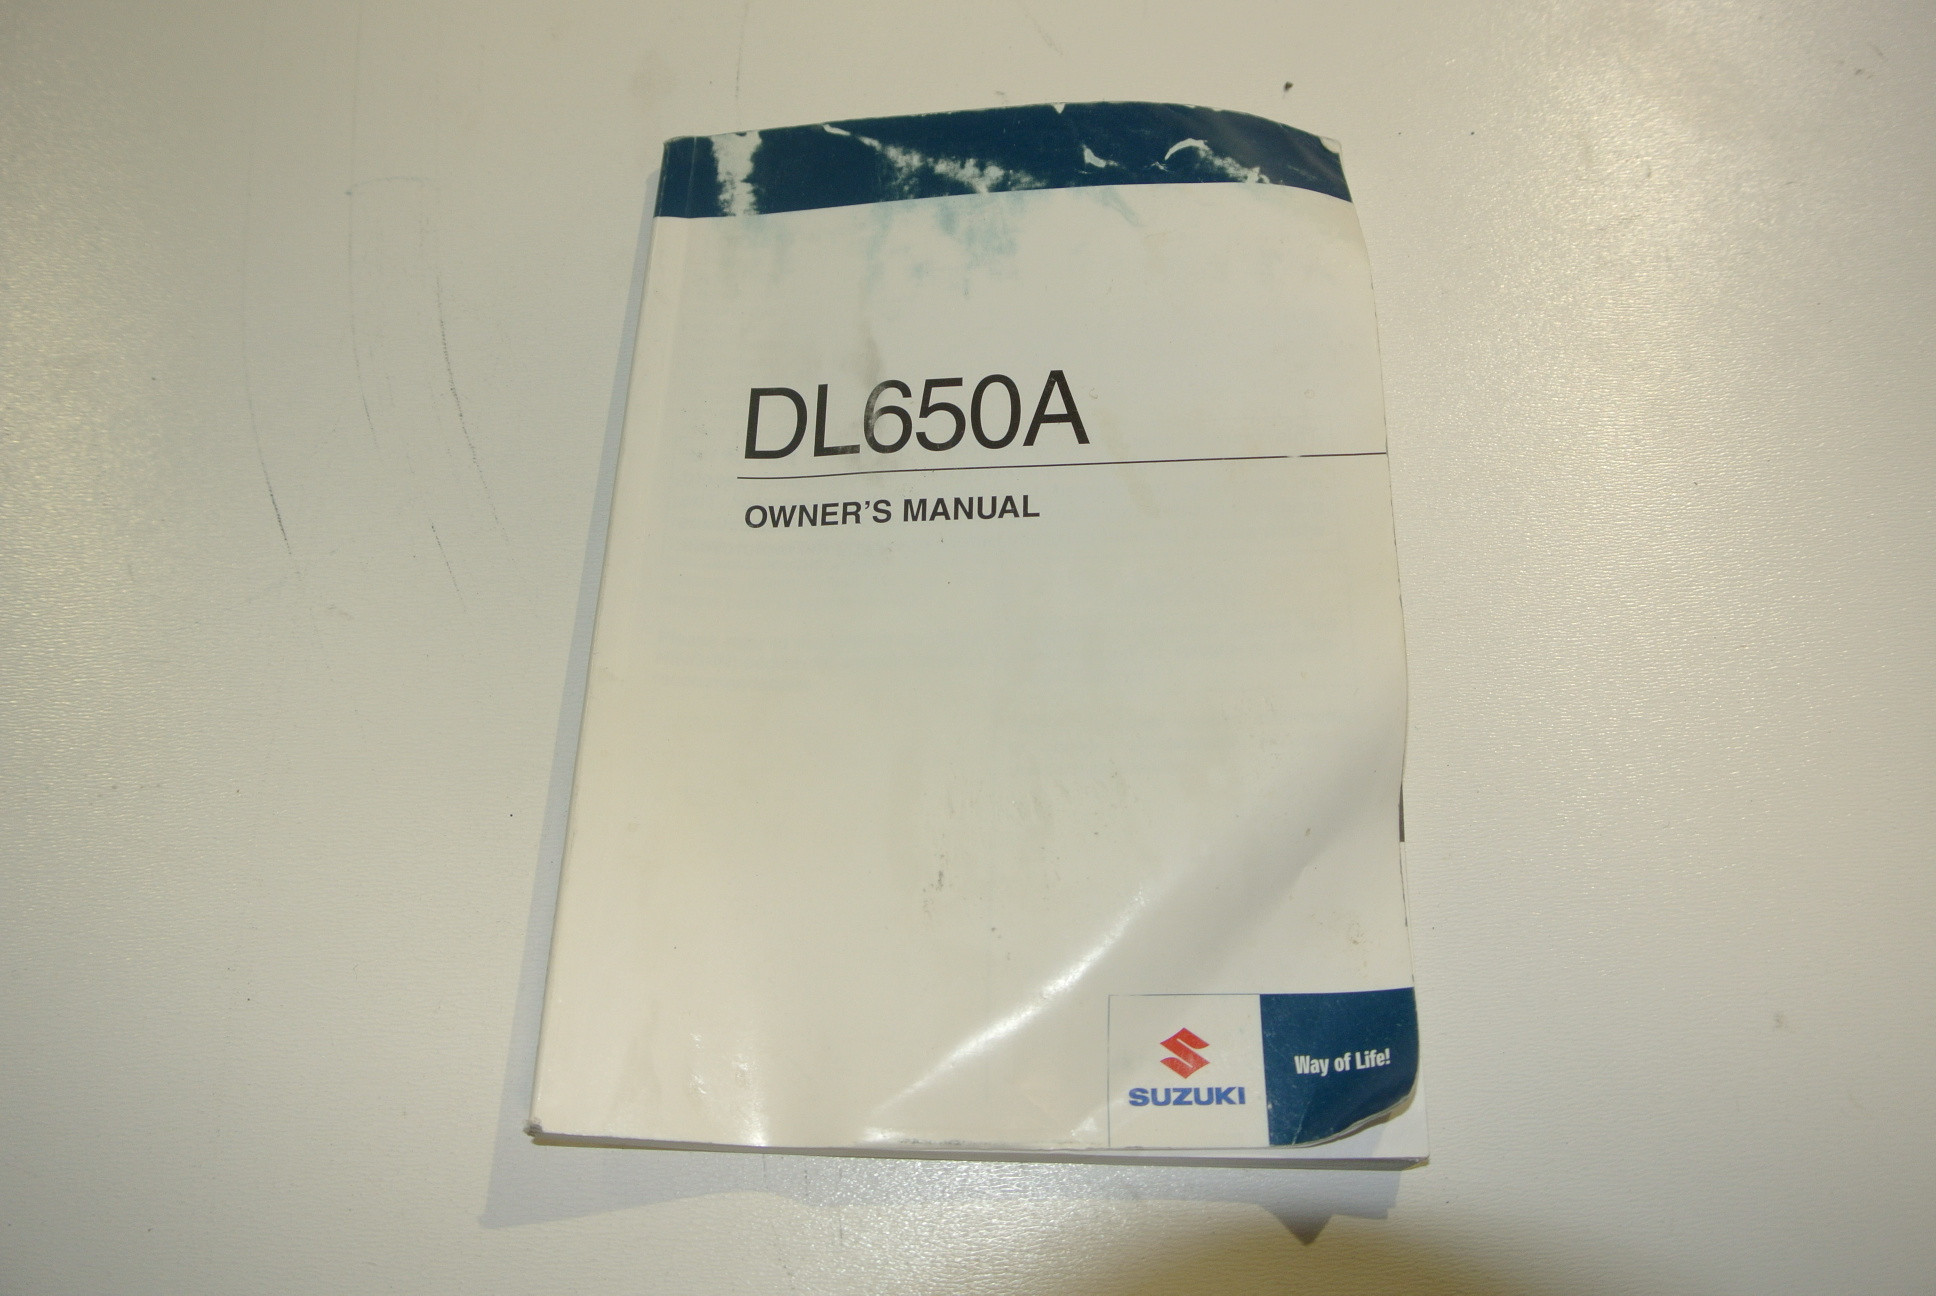 DL650A
OWNER'S MANUAL
SUZUKI
Way of Life!